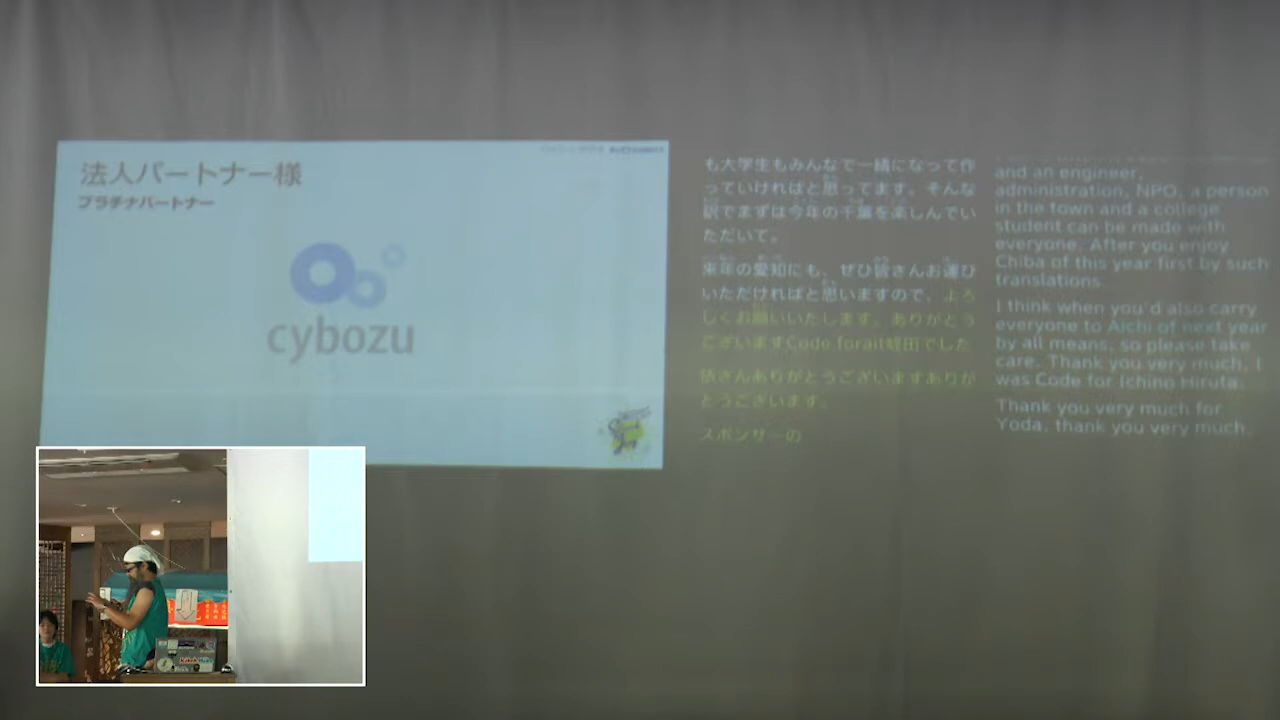 法人パートナー様
プラチナパートナー
cybozu
も大学生もみんなで一緒になって作
っていければと思ってます。そんな
訳でまずは今年の千葉を楽しんでい
ただいて。
来年の愛知にも、ぜひ皆さんお運び
いただければと思いますので、よろ
しくお願いいたします。ありがとう
ございますCode forait蛭田でした
依さんありがとうございますありが
とうございます。
スポンサーの
and an engineer,
administration, NPO, a person
in the town and a college
student can be made with
everyone. After you enjoy
Chiba of this year first by such
translations.
I think when you'd also carry
everyone to Aichi of next year
by all means, so please take
care. Thank you very much, I
was Code for Ichino Hiruta.
Thank you very much for
Yoda, thank you very much.